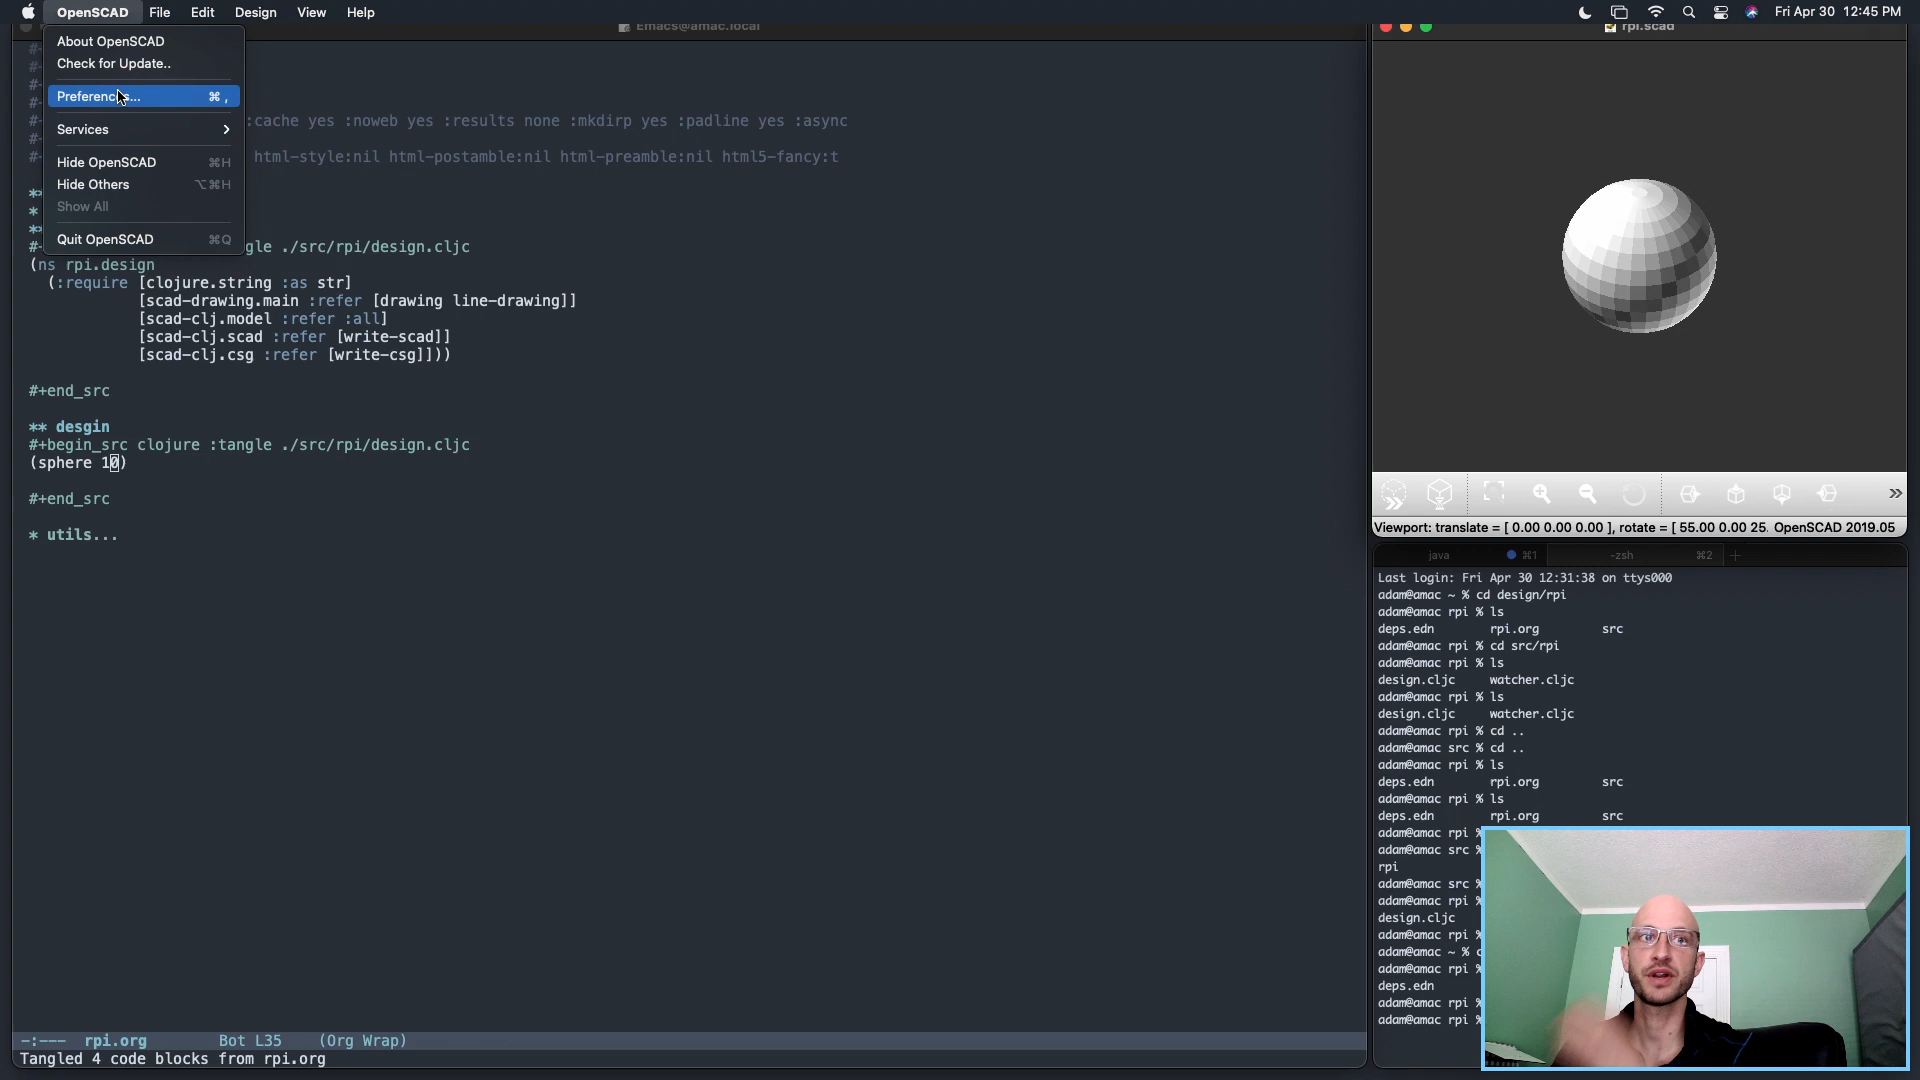 OpenSCAD File Edit Design View Help
Fri Apr 30 12:45 PM
About OpenSCAD
Check for Update..
Preferences... ⌘ ,
Services
Hide OpenSCAD ⌘H
Hide Others ⌥⌘H
Show All
Quit OpenSCAD ⌘Q
Emacs@amac.local
:cache yes :noweb yes :results none :mkdirp yes :padline yes :async
html-style:nil html-postamble:nil html-preamble:nil html5-fancy:t
gle ./src/rpi/design.cljc
(ns rpi.design
(:require [clojure.string :as str]
[scad-drawing.main :refer [drawing line-drawing]]
[scad-clj.model :refer :all]
[scad-clj.scad :refer [write-scad]]
[scad-clj.csg :refer [write-csg]]))
#+end_src
** desgin
#+begin_src clojure :tangle ./src/rpi/design.cljc
(sphere 10)
#+end_src
* utils...
-:--- rpi.org Bot L35 (Org Wrap)
Tangled 4 code blocks from rpi.org
rpi.scad
Viewport: translate = [ 0.00 0.00 0.00 ], rotate = [ 55.00 0.00 25. OpenSCAD 2019.05
java ⌘1 -zsh ⌘2 +
Last login: Fri Apr 30 12:31:38 on ttys000
adam@amac ~ % cd design/rpi
adam@amac rpi % ls
deps.edn rpi.org src
adam@amac rpi % cd src/rpi
adam@amac rpi % ls
design.cljc watcher.cljc
adam@amac rpi % ls
design.cljc watcher.cljc
adam@amac rpi % cd ..
adam@amac src % cd ..
adam@amac rpi % ls
deps.edn rpi.org src
adam@amac rpi % ls
deps.edn rpi.org src
adam@amac rpi %
adam@amac src %
rpi
adam@amac src %
adam@amac rpi %
design.cljc
adam@amac rpi %
adam@amac ~ % c
adam@amac rpi %
deps.edn
adam@amac rpi %
adam@amac rpi %